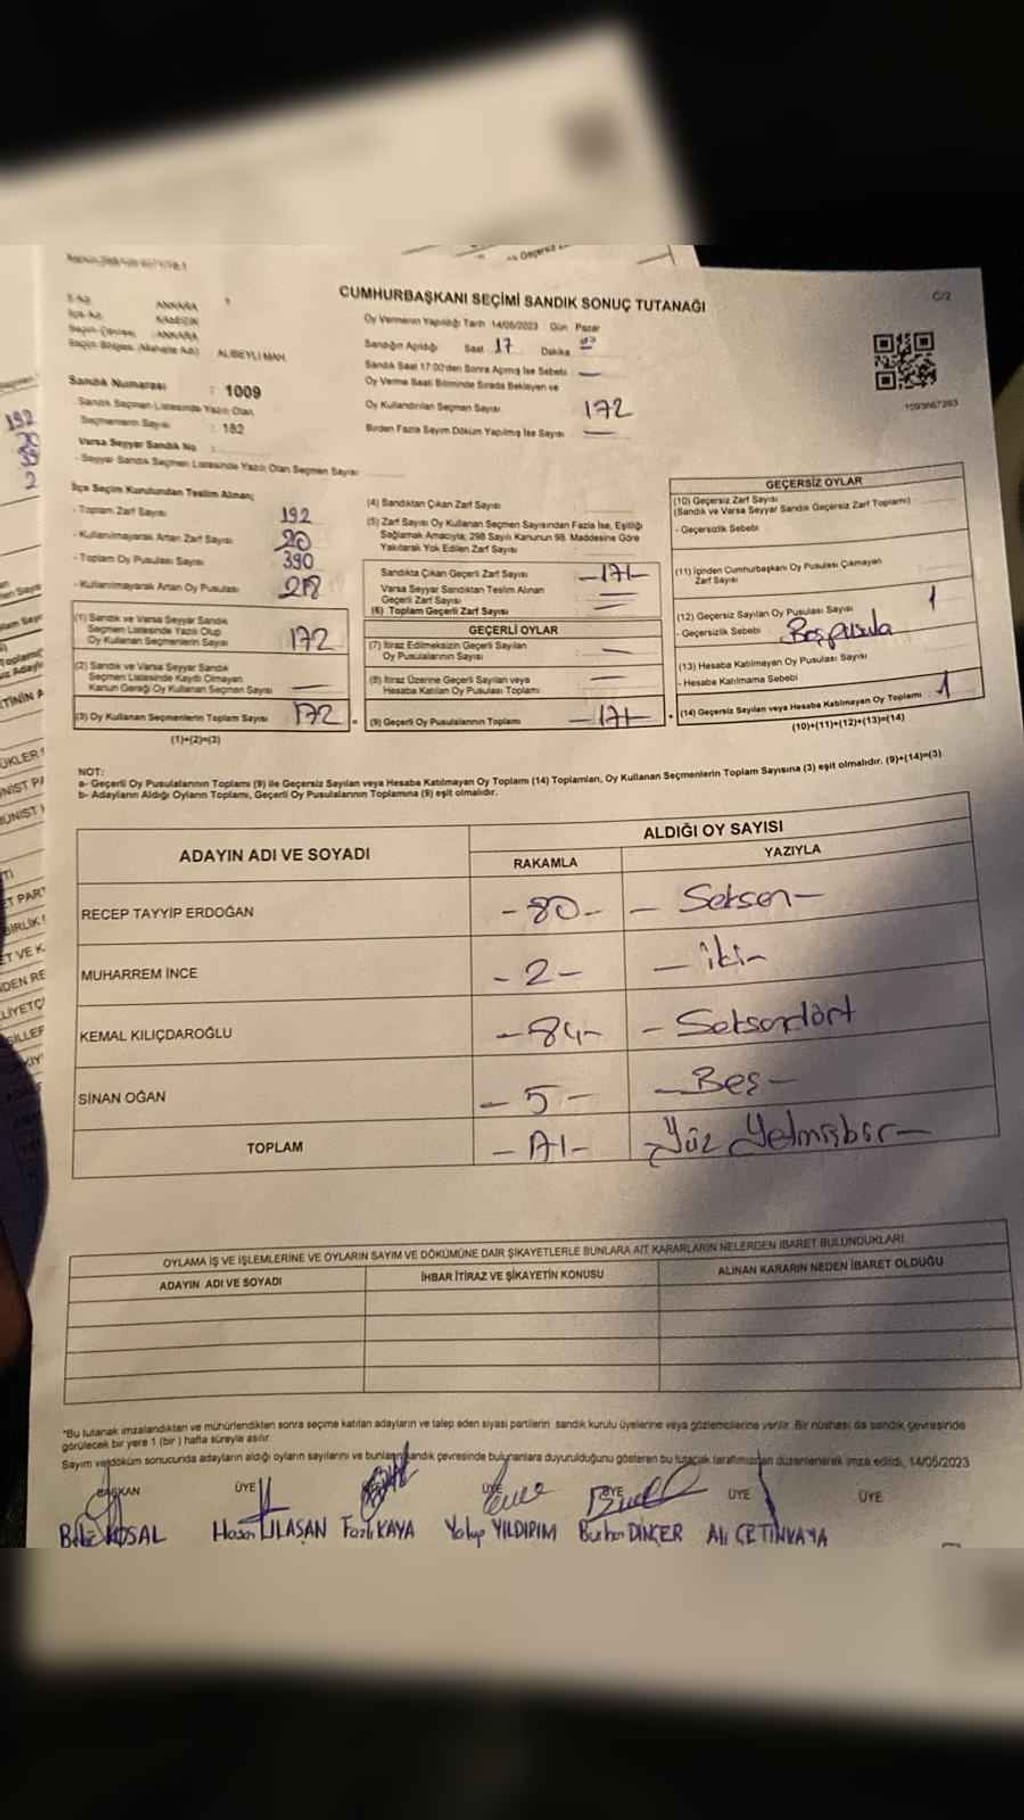 CUMHURBAŞKANI SEÇİMİ SANDIK SONUÇ TUTANAĞI
C/2
Oy Vermenin Yapıldığı Tarih 14/05/2023 Gün Pazar
Sandığın Açıldığı Saat 17 Dakika
Sandık Saat 17:00'den Sonra Açmış İse Sebebi
Oy Verme Saati Bitiminde Sırada Bekleyen ve
Oy Kullandırılan Seçmen Sayısı 172
Birden Fazla Sayım Döküm Yapılmış İse Sayısı
ANKARA
ANKARA
ALİBEYLİ MAH.
Sandık Numarası : 1009
Sandık Seçmen Listesinde Yazılı Olan
Seçmenlerin Sayısı : 182
Varsa Seyyar Sandık No
- Seyyar Sandık Seçmen Listesinde Yazılı Olan Seçmen Sayısı
İlçe Seçim Kurulundan Teslim Alınan;
- Toplam Zarf Sayısı 192
- Kullanılmayarak Artan Zarf Sayısı 20
- Toplam Oy Pusulası Sayısı 390
- Kullanılmayarak Artan Oy Pusulası 218
(1) Sandık ve Varsa Seyyar Sandık
Seçmen Listesinde Yazılı Olup
Oy Kullanan Seçmenlerin Sayısı 172
(2) Sandık ve Varsa Seyyar Sandık
Seçmen Listesinde Kaydı Olmayan
Kanun Gereği Oy Kullanan Seçmen Sayısı
(3) Oy Kullanan Seçmenlerin Toplam Sayısı 172
(1)+(2)=(3)
(4) Sandıktan Çıkan Zarf Sayısı
(5) Zarf Sayısı Oy Kullanan Seçmen Sayısından Fazla İse, Eşitliği
Sağlamak Amacıyla; 298 Sayılı Kanunun 98. Maddesine Göre
Yakılarak Yok Edilen Zarf Sayısı
Sandıkta Çıkan Geçerli Zarf Sayısı -171-
Varsa Seyyar Sandıktan Teslim Alınan
Geçerli Zarf Sayısı
(6) Toplam Geçerli Zarf Sayısı
GEÇERLİ OYLAR
(7) İtiraz Edilmeksizin Geçerli Sayılan
Oy Pusulalarının Sayısı
(8) İtiraz Üzerine Geçerli Sayılan veya
Hesaba Katılan Oy Pusulası Toplamı
(9) Geçerli Oy Pusulalarının Toplamı -171-
GEÇERSİZ OYLAR
(10) Geçersiz Zarf Sayısı
(Sandık ve Varsa Seyyar Sandık Geçersiz Zarf Toplamı)
- Geçersizlik Sebebi
(11) İçinden Cumhurbaşkanı Oy Pusulası Çıkmayan
Zarf Sayısı
(12) Geçersiz Sayılan Oy Pusulası Sayısı 1
- Geçersizlik Sebebi Boş pusula
(13) Hesaba Katılmayan Oy Pusulası Sayısı
- Hesaba Katılmama Sebebi
(14) Geçersiz Sayılan veya Hesaba Katılmayan Oy Toplamı : 1
(10)+(11)+(12)+(13)=(14)
NOT:
a- Geçerli Oy Pusulalarının Toplamı (9) ile Geçersiz Sayılan veya Hesaba Katılmayan Oy Toplamı (14) Toplamları, Oy Kullanan Seçmenlerin Toplam Sayısına (3) eşit olmalıdır. (9)+(14)=(3)
b- Adayların Aldığı Oyların Toplamı, Geçerli Oy Pusulalarının Toplamına (9) eşit olmalıdır.
ADAYIN ADI VE SOYADI
ALDIĞI OY SAYISI
RAKAMLA YAZIYLA
RECEP TAYYİP ERDOĞAN -80- - Seksen -
MUHARREM İNCE -2- - iki -
KEMAL KILIÇDAROĞLU -84- - Seksendört
SİNAN OĞAN -5- - Beş -
TOPLAM -171- - Yüz Yetmişbir -
OYLAMA İŞ VE İŞLEMLERİNE VE OYLARIN SAYIM VE DÖKÜMÜNE DAİR ŞİKAYETLERLE BUNLARA AİT KARARLARIN NELERDEN İBARET BULUNDUKLARI
ADAYIN ADI VE SOYADI İHBAR İTİRAZ VE ŞİKAYETİN KONUSU ALINAN KARARIN NEDEN İBARET OLDUĞU
*Bu tutanak imzalandıktan ve mühürlendikten sonra seçime katılan adayların ve talep eden siyasi partilerin sandık kurulu üyelerine veya gözlemcilerine verilir. Bir nüshası da sandık çevresinde
görülecek bir yere 1 (bir) hafta süreyle asılır.
Sayım ve döküm sonucunda adayların aldığı oyların sayılarını ve bunların sandık çevresinde bulunanlara duyurulduğunu gösteren bu tutanak tarafımızdan düzenlenerek imza edildi, 14/05/2023
BAŞKAN ÜYE ÜYE ÜYE ÜYE ÜYE
KÖSAL Hasan ULAŞAN Fazlı KAYA Yakup YILDIRIM Burhan DİNÇER Ali ÇETİNKAYA